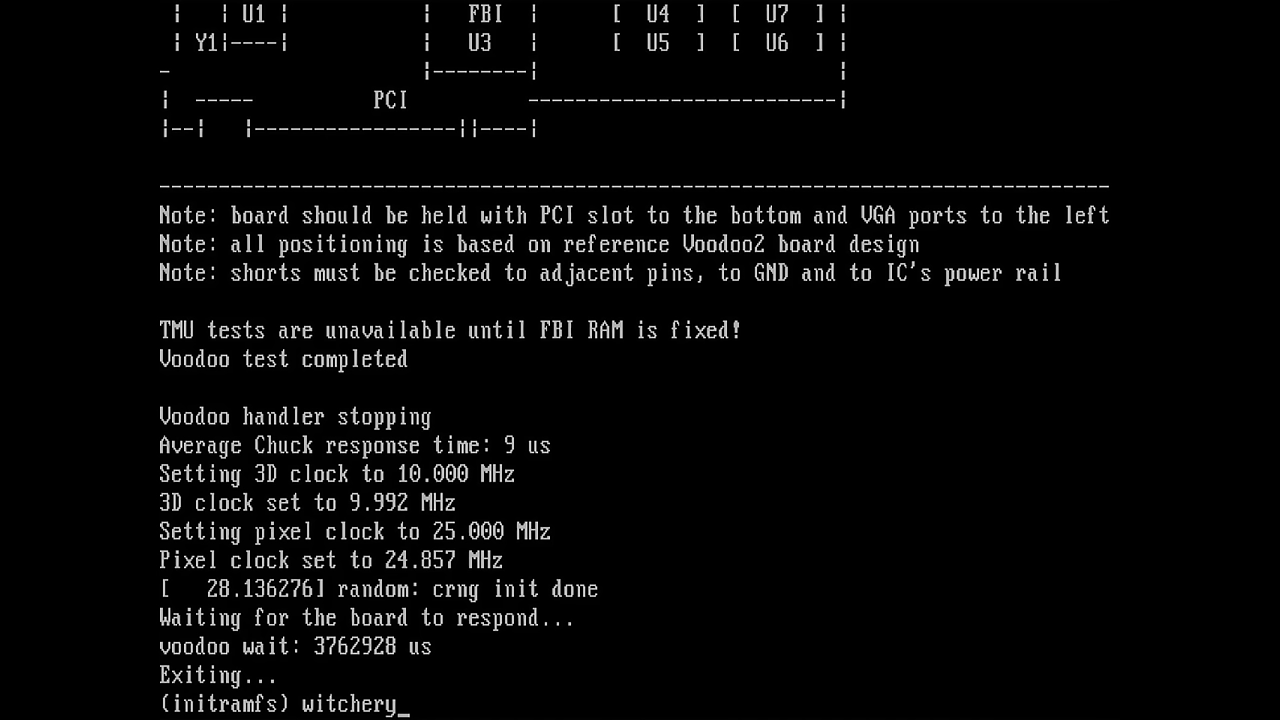 ¦   ¦ U1 ¦           ¦   FBI  ¦      [  U4  ] [  U7  ]¦
 ¦ Y1¦----¦           ¦   U3   ¦      [  U5  ] [  U6  ]¦
-                     ¦--------¦                         ¦
¦  -----          PCI          --------------------------¦
¦--¦   ¦-----------------¦¦----¦
--------------------------------------------------------------------------------
Note: board should be held with PCI slot to the bottom and VGA ports to the left
Note: all positioning is based on reference Voodoo2 board design
Note: shorts must be checked to adjacent pins, to GND and to IC's power rail
TMU tests are unavailable until FBI RAM is fixed!
Voodoo test completed
Voodoo handler stopping
Average Chuck response time: 9 us
Setting 3D clock to 10.000 MHz
3D clock set to 9.992 MHz
Setting pixel clock to 25.000 MHz
Pixel clock set to 24.857 MHz
[   28.136276] random: crng init done
Waiting for the board to respond...
voodoo wait: 3762928 us
Exiting...
(initramfs) witchery_